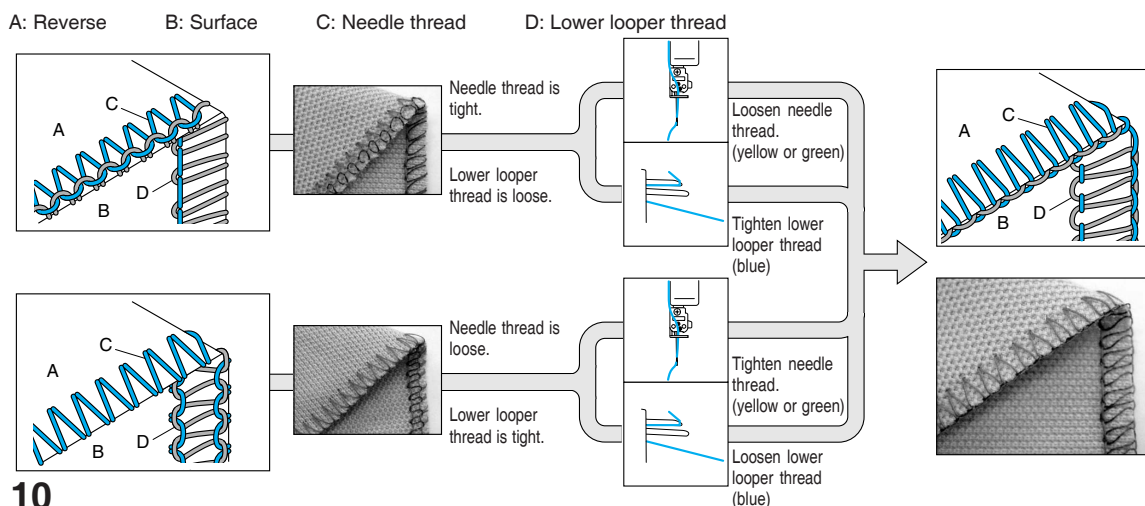 A: Reverse B: Surface C: Needle thread D: Lower looper thread
A
C
D
B
Needle thread is
tight.
Lower looper
thread is loose.
Loosen needle
thread.
(yellow or green)
Tighten lower
looper thread
(blue)
A
C
D
B
A
C
D
B
Needle thread is
loose.
Lower looper
thread is tight.
Tighten needle
thread.
(yellow or green)
Loosen lower
looper thread
(blue)
10